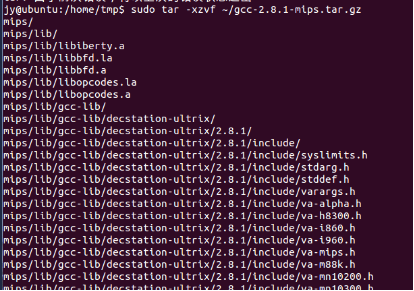 jy@ubuntu:/home/tmp$ sudo tar -xzvf ~/gcc-2.8.1-mips.tar.gz
mips/
mips/lib/
mips/lib/libiberty.a
mips/lib/libbfd.la
mips/lib/libbfd.a
mips/lib/libopcodes.la
mips/lib/libopcodes.a
mips/lib/gcc-lib/
mips/lib/gcc-lib/decstation-ultrix/
mips/lib/gcc-lib/decstation-ultrix/2.8.1/
mips/lib/gcc-lib/decstation-ultrix/2.8.1/include/
mips/lib/gcc-lib/decstation-ultrix/2.8.1/include/syslimits.h
mips/lib/gcc-lib/decstation-ultrix/2.8.1/include/stdarg.h
mips/lib/gcc-lib/decstation-ultrix/2.8.1/include/stddef.h
mips/lib/gcc-lib/decstation-ultrix/2.8.1/include/varargs.h
mips/lib/gcc-lib/decstation-ultrix/2.8.1/include/va-alpha.h
mips/lib/gcc-lib/decstation-ultrix/2.8.1/include/va-h8300.h
mips/lib/gcc-lib/decstation-ultrix/2.8.1/include/va-i860.h
mips/lib/gcc-lib/decstation-ultrix/2.8.1/include/va-i960.h
mips/lib/gcc-lib/decstation-ultrix/2.8.1/include/va-mips.h
mips/lib/gcc-lib/decstation-ultrix/2.8.1/include/va-m88k.h
mips/lib/gcc-lib/decstation-ultrix/2.8.1/include/va-mn10200.h
mips/lib/gcc-lib/decstation-ultrix/2.8.1/include/va-mn10300.h